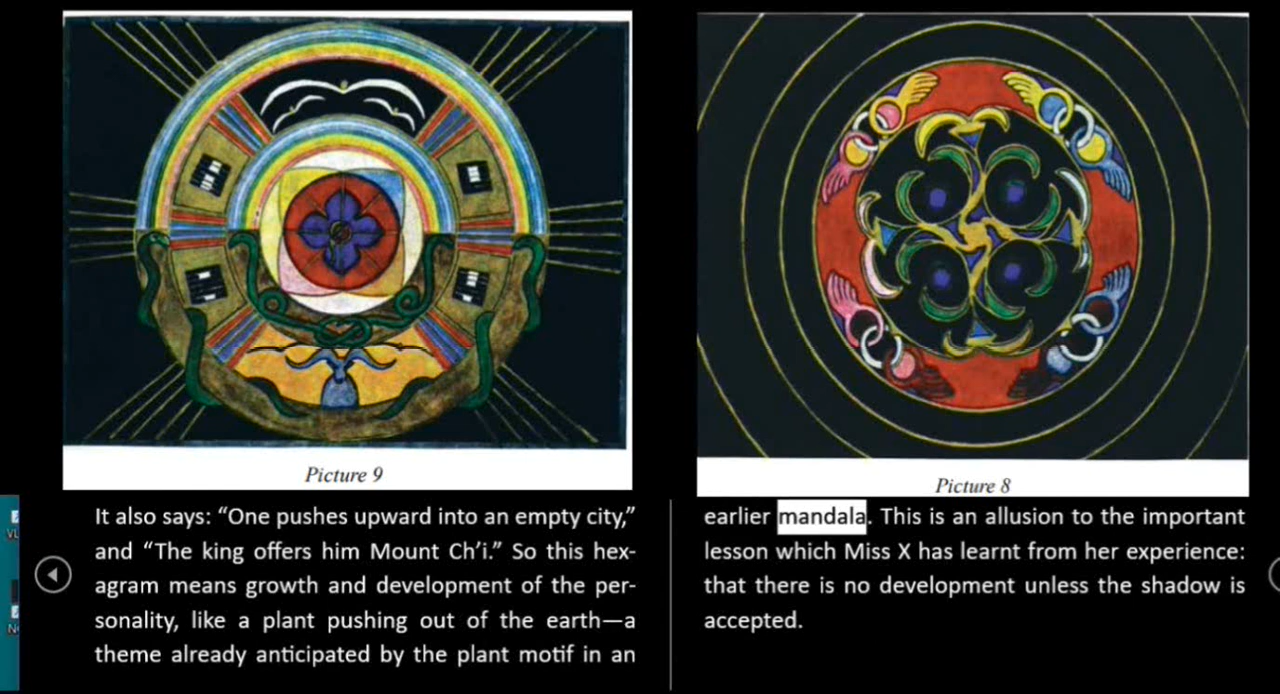 Picture 9
Picture 8
It also says: “One pushes upward into an empty city,”
and “The king offers him Mount Ch’i.” So this hex-
agram means growth and development of the per-
sonality, like a plant pushing out of the earth—a
theme already anticipated by the plant motif in an
earlier mandala. This is an allusion to the important
lesson which Miss X has learnt from her experience:
that there is no development unless the shadow is
accepted.